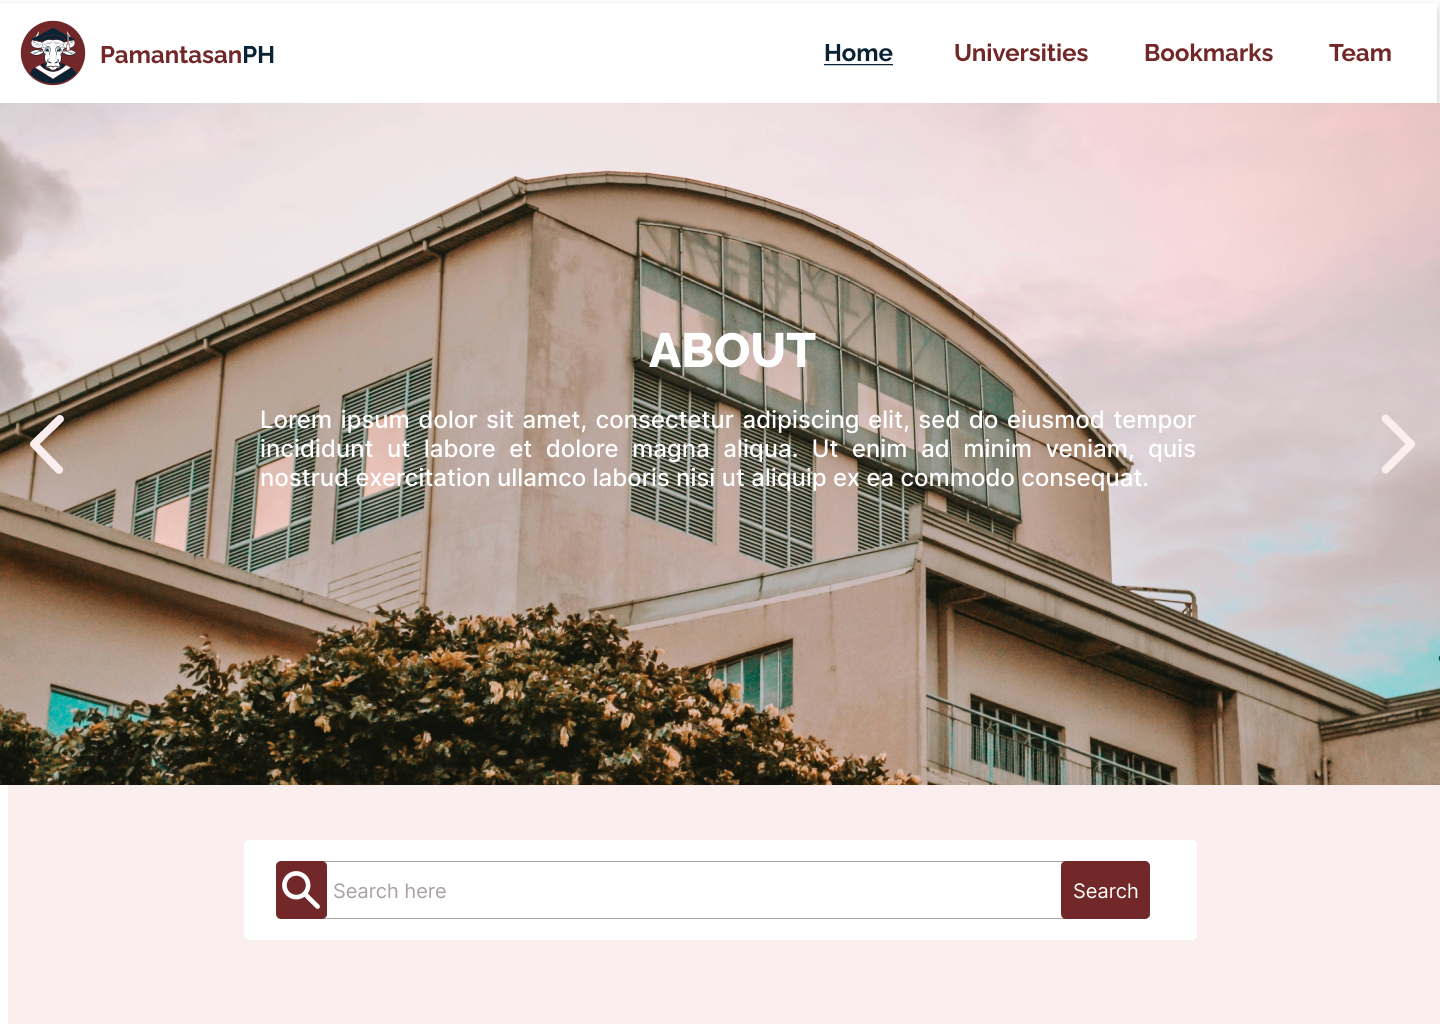 PamantasanPH
Home Universities Bookmarks Team
ABOUT
Lorem ipsum dolor sit amet, consectetur adipiscing elit, sed do eiusmod tempor
incididunt ut labore et dolore magna aliqua. Ut enim ad minim veniam, quis
nostrud exercitation ullamco laboris nisi ut aliquip ex ea commodo consequat.
Search here
Search